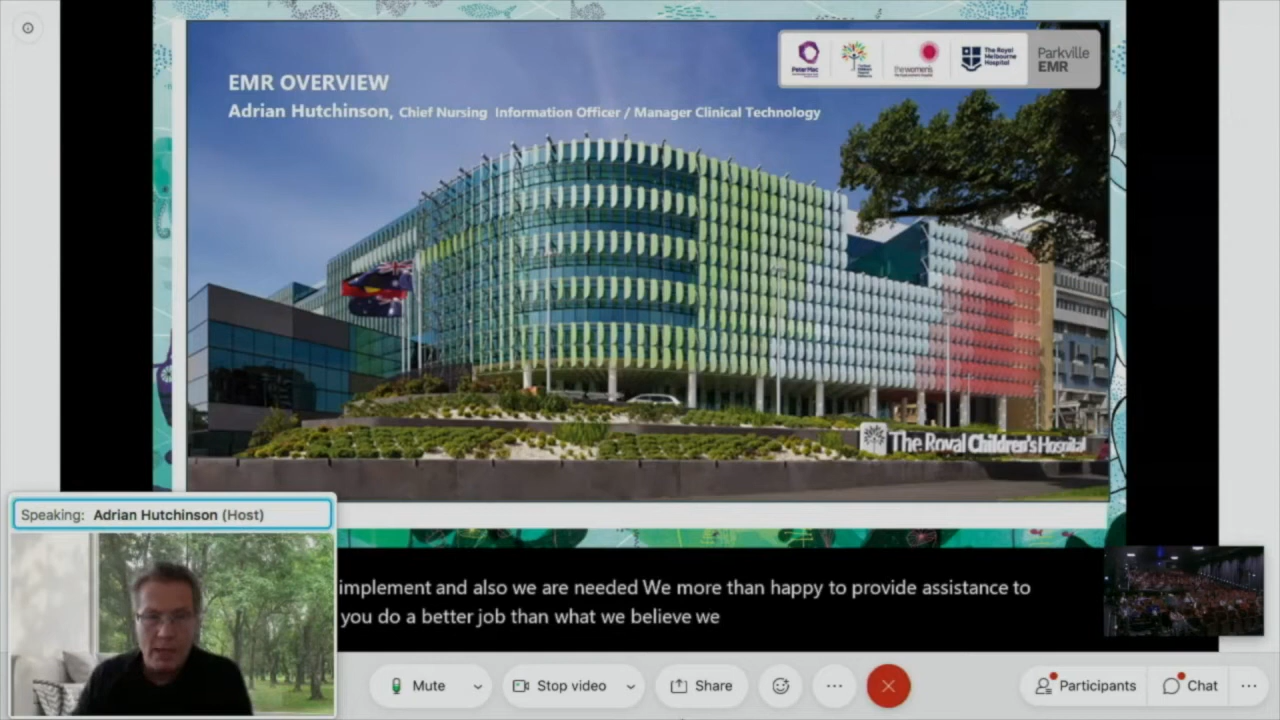 EMR OVERVIEW
Adrian Hutchinson, Chief Nursing Information Officer / Manager Clinical Technology
PeterMac
the women's
The Royal
Melbourne
Hospital
Parkville
EMR
The Royal Children's Hospital
Speaking: Adrian Hutchinson (Host)
implement and also we are needed We more than happy to provide assistance to
you do a better job than what we believe we
Mute
Stop video
Share
Participants
Chat